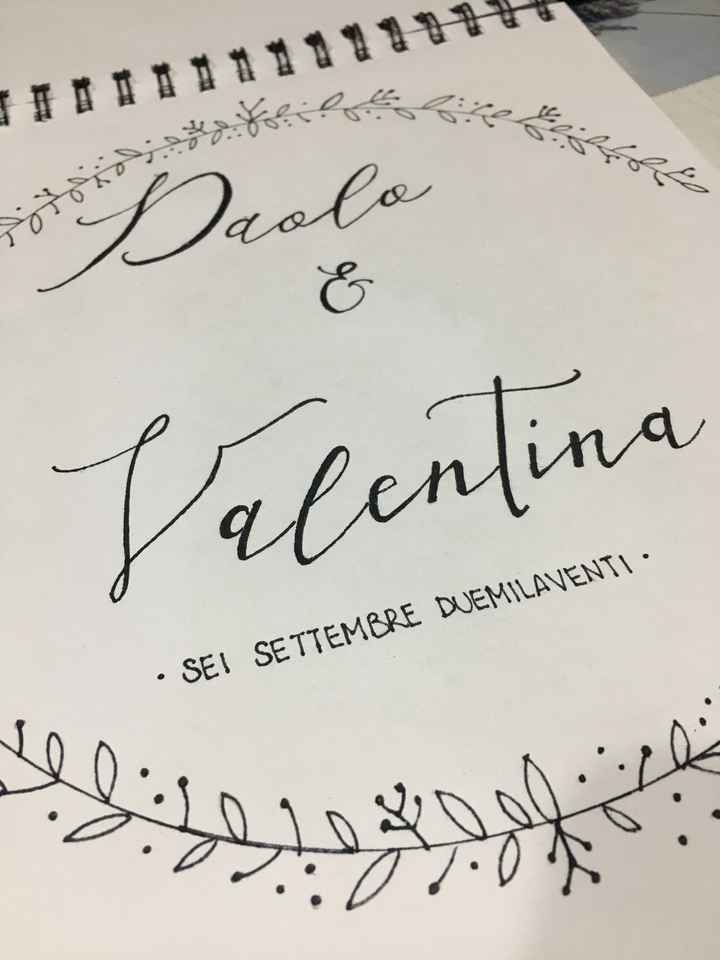 Paolo
&
Valentina
· SEI SETTEMBRE DUEMILAVENTI ·